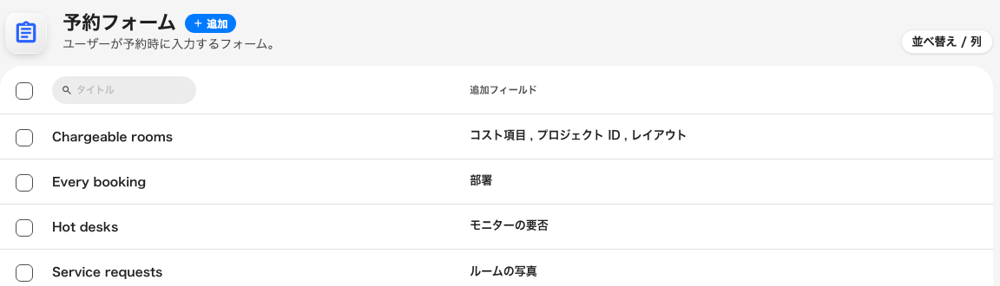 予約フォーム
+ 追加
ユーザーが予約時に入力するフォーム。
並べ替え / 列
タイトル
追加フィールド
Chargeable rooms
コスト項目 , プロジェクト ID , レイアウト
Every booking
部署
Hot desks
モニターの要否
Service requests
ルームの写真